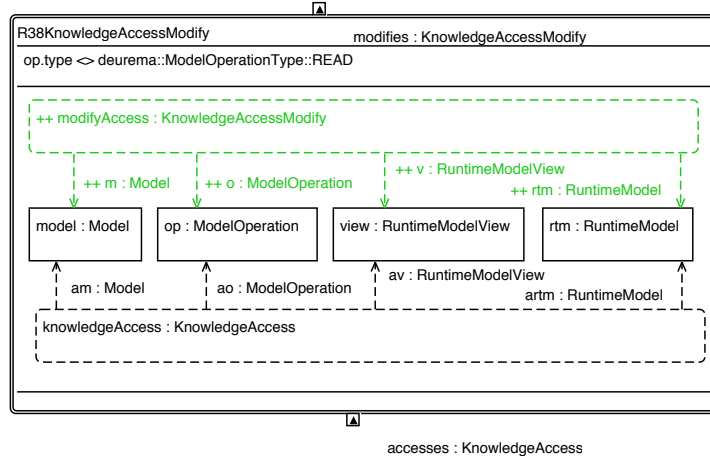 R38KnowledgeAccessModify
modifies : KnowledgeAccessModify
op.type <> deurema::ModelOperationType::READ
++ modifyAccess : KnowledgeAccessModify
++ m : Model
++ o : ModelOperation
++ v : RuntimeModelView
++ rtm : RuntimeModel
model : Model
op : ModelOperation
view : RuntimeModelView
rtm : RuntimeModel
am : Model
ao : ModelOperation
av : RuntimeModelView
artm : RuntimeModel
knowledgeAccess : KnowledgeAccess
accesses : KnowledgeAccess